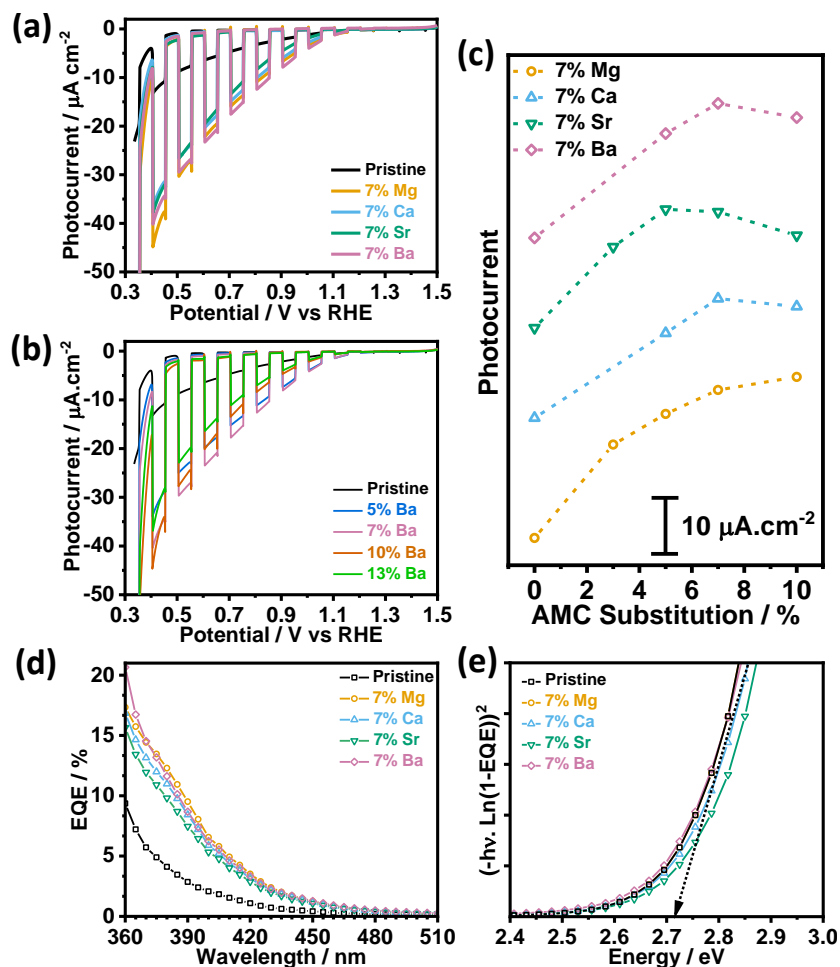 (a)
0
-10
-20
-30
-40
-50
Photocurrent / μA.cm-2
Pristine
7% Mg
7% Ca
7% Sr
7% Ba
0.3 0.5 0.7 0.9 1.1 1.3 1.5
Potential / V vs RHE
(b)
0
-10
-20
-30
-40
-50
Photocurrent / μA.cm-2
Pristine
5% Ba
7% Ba
10% Ba
13% Ba
0.3 0.5 0.7 0.9 1.1 1.3 1.5
Potential / V vs RHE
(c)
7% Mg
7% Ca
7% Sr
7% Ba
Photocurrent
10 μA.cm-2
0 2 4 6 8 10
AMC Substitution / %
(d)
20
15
10
5
0
EQE / %
Pristine
7% Mg
7% Ca
7% Sr
7% Ba
360 390 420 450 480 510
Wavelength / nm
(e)
(-hv. Ln(1-EQE))2
Pristine
7% Mg
7% Ca
7% Sr
7% Ba
2.4 2.5 2.6 2.7 2.8 2.9 3.0
Energy / eV